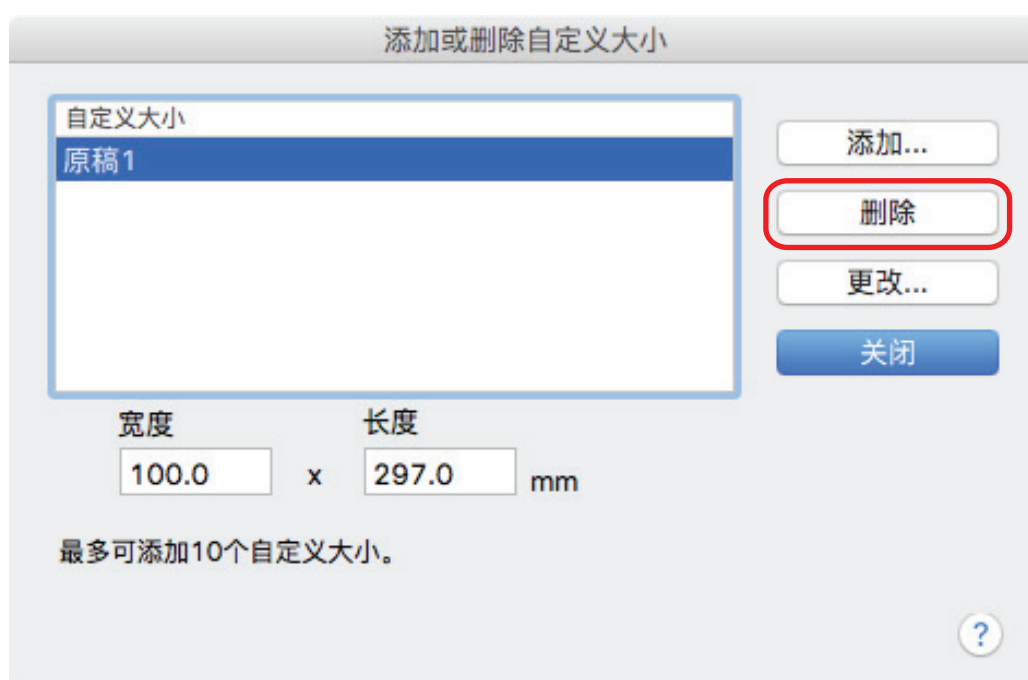 添加或删除自定义大小
自定义大小
原稿1
添加...
删除
更改...
关闭
宽度 长度
100.0 x 297.0 mm
最多可添加10个自定义大小。
?